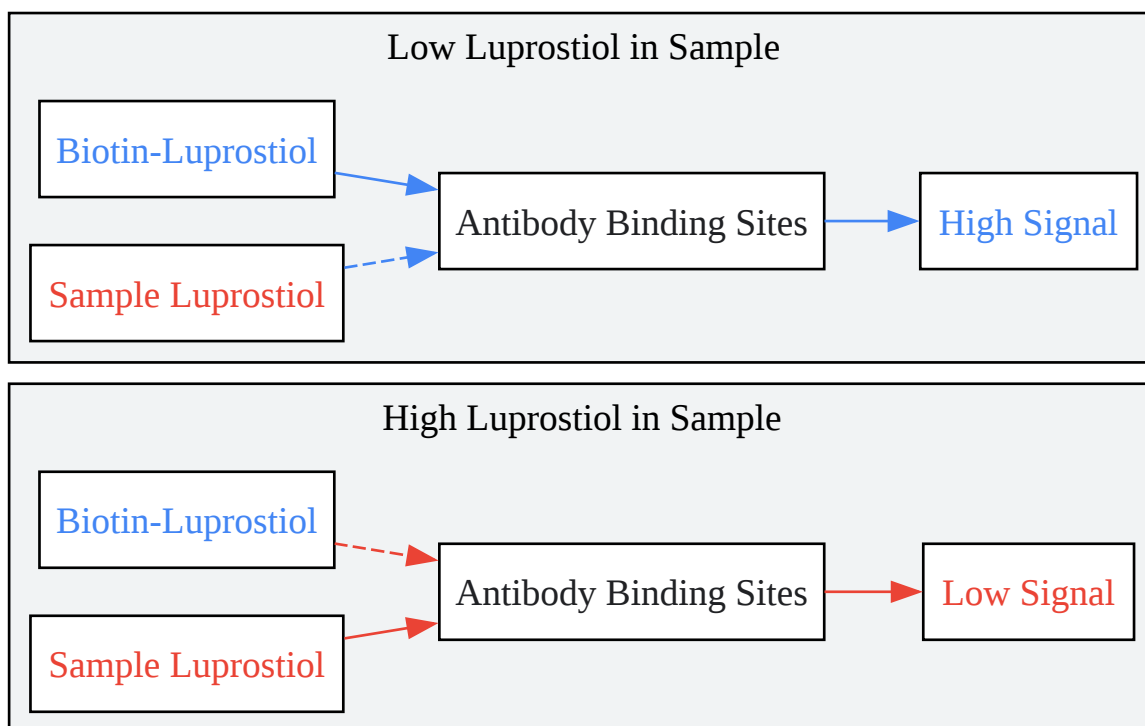 Low Luprostiol in Sample
Biotin-Luprostiol
Antibody Binding Sites
High Signal
Sample Luprostiol
High Luprostiol in Sample
Biotin-Luprostiol
Antibody Binding Sites
Low Signal
Sample Luprostiol